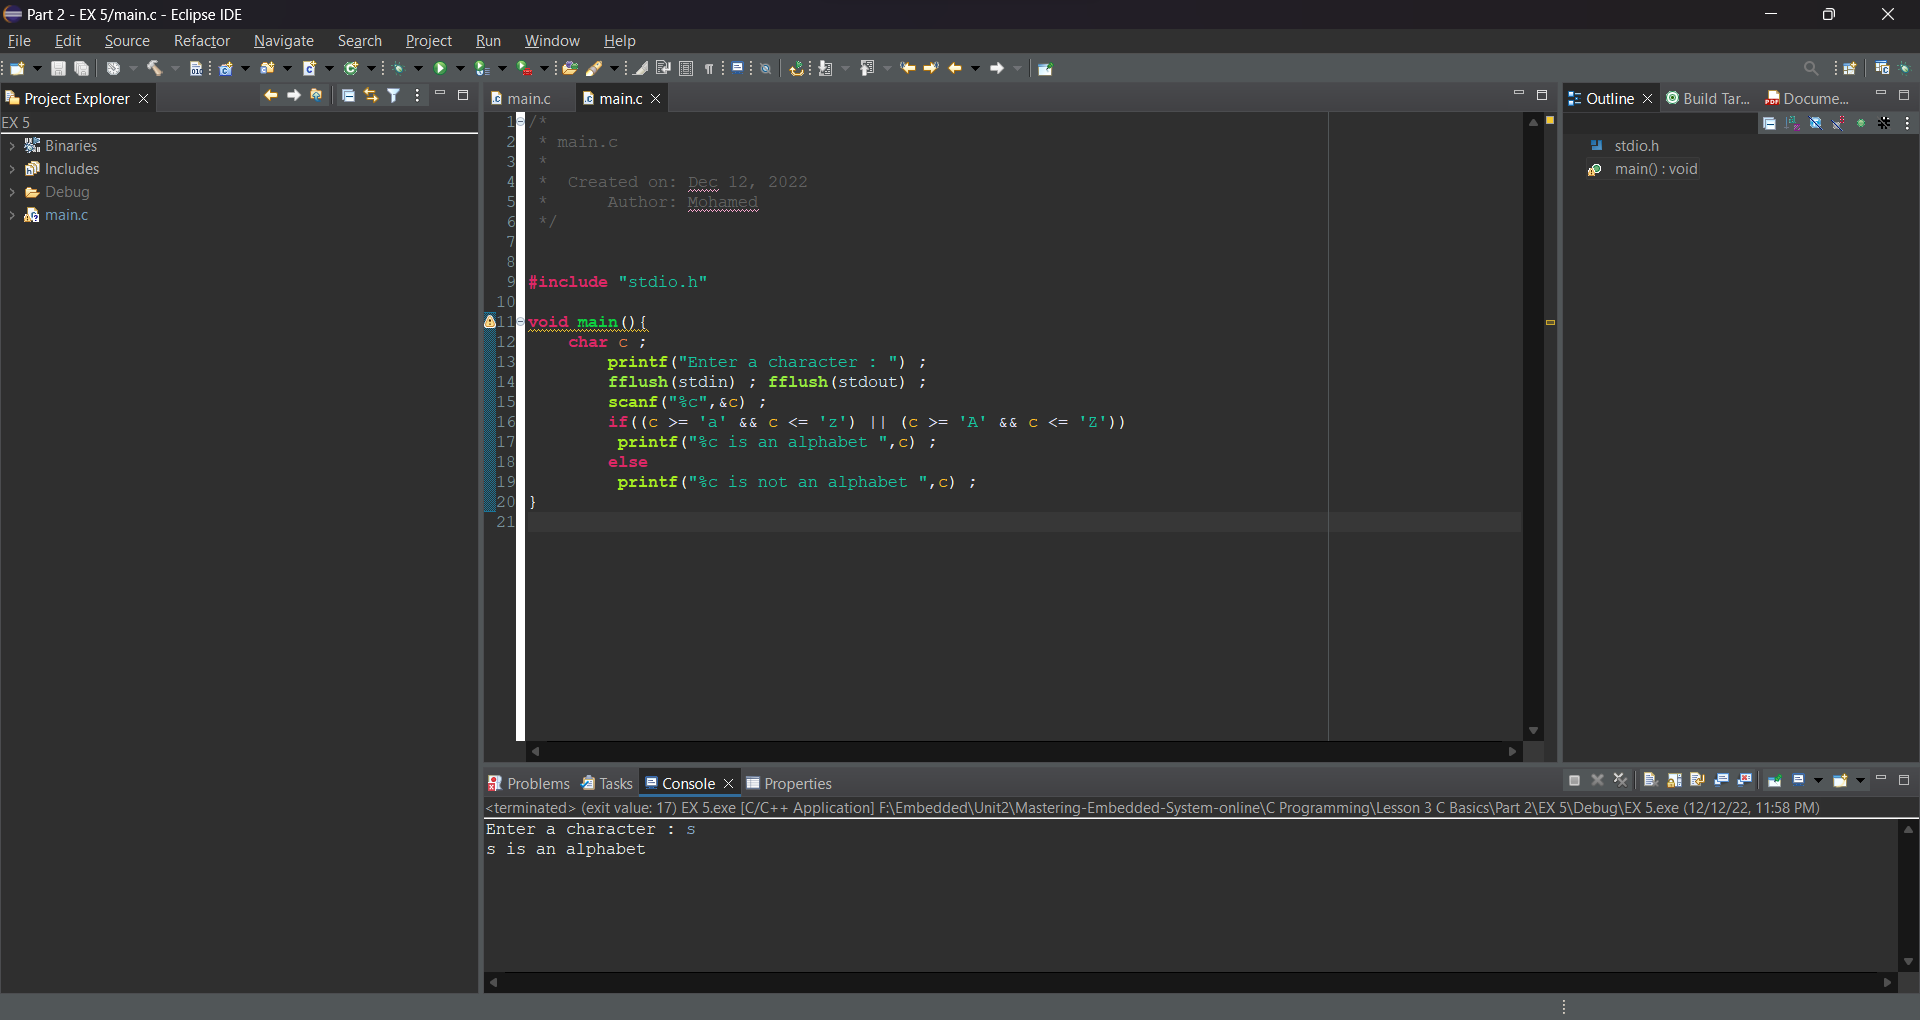 Part 2 - EX 5/main.c - Eclipse IDE
File Edit Source Refactor Navigate Search Project Run Window Help
Project Explorer
EX 5
Binaries
Includes
Debug
main.c
main.c main.c
1 /*
2 * main.c
3 *
4 * Created on: Dec 12, 2022
5 * Author: Mohamed
6 */
7
8
9 #include "stdio.h"
10
11 void main(){
12 char c ;
13 printf("Enter a character : ") ;
14 fflush(stdin) ; fflush(stdout) ;
15 scanf("%c",&c) ;
16 if((c >= 'a' && c <= 'z') || (c >= 'A' && c <= 'Z'))
17 printf("%c is an alphabet ",c) ;
18 else
19 printf("%c is not an alphabet ",c) ;
20 }
21
Outline Build Tar... Docume...
stdio.h
main() : void
Problems Tasks Console Properties
<terminated> (exit value: 17) EX 5.exe [C/C++ Application] F:\Embedded\Unit2\Mastering-Embedded-System-online\C Programming\Lesson 3 C Basics\Part 2\EX 5\Debug\EX 5.exe (12/12/22, 11:58 PM)
Enter a character : s
s is an alphabet